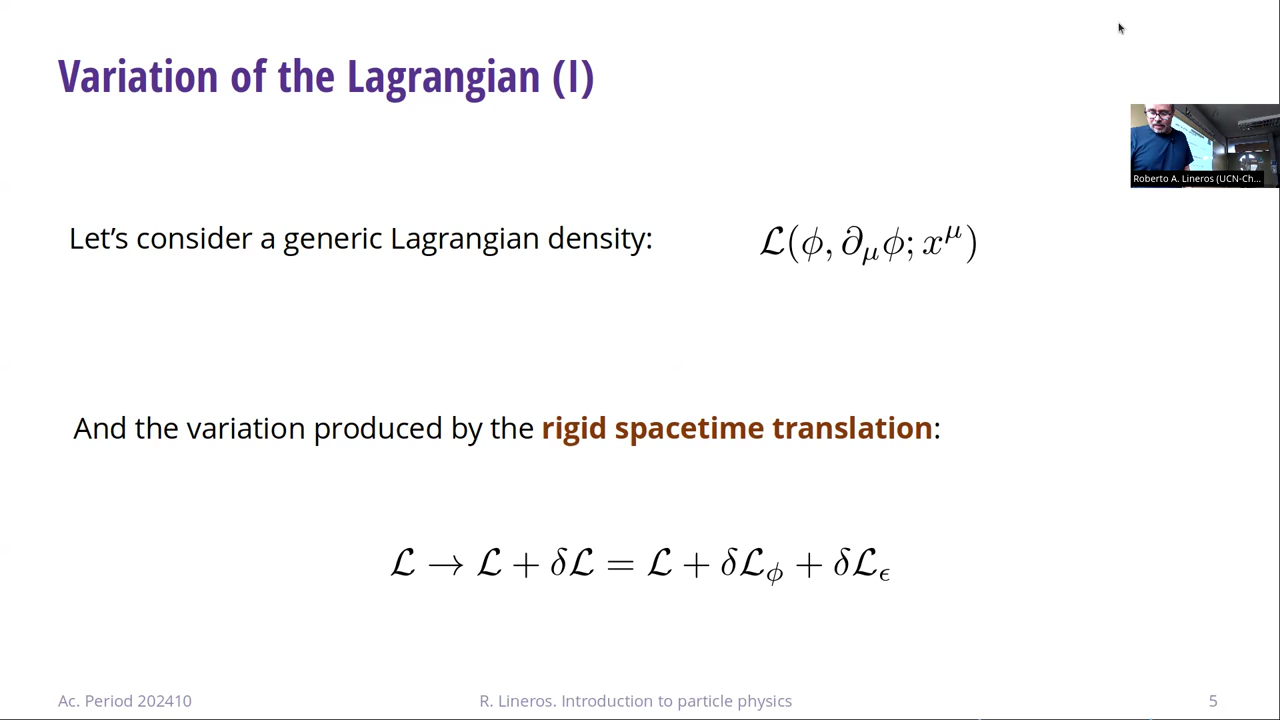 Variation of the Lagrangian (I)
Roberto A. Lineros (UCN-Ch...
Let's consider a generic Lagrangian density: ℒ(ϕ, ∂_μϕ; x^μ)
And the variation produced by the rigid spacetime translation:
ℒ → ℒ + δℒ = ℒ + δℒ_ϕ + δℒ_ϵ
Ac. Period 202410 R. Lineros. Introduction to particle physics 5